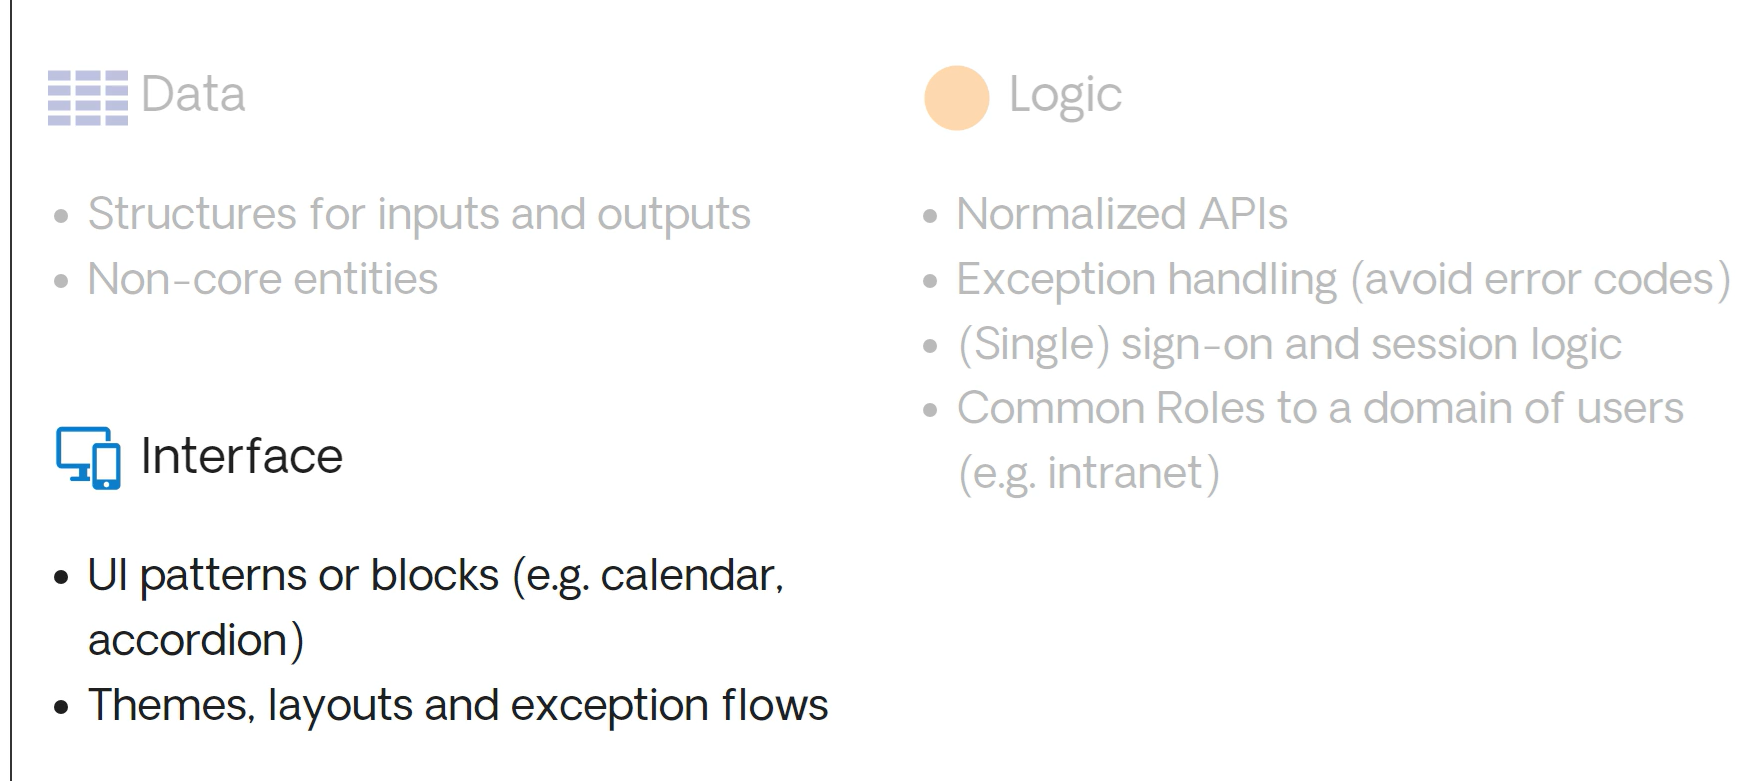 Data
• Structures for inputs and outputs
• Non-core entities
Interface
• UI patterns or blocks (e.g. calendar,
accordion)
• Themes, layouts and exception flows
Logic
• Normalized APIs
• Exception handling (avoid error codes)
• (Single) sign-on and session logic
• Common Roles to a domain of users
(e.g. intranet)